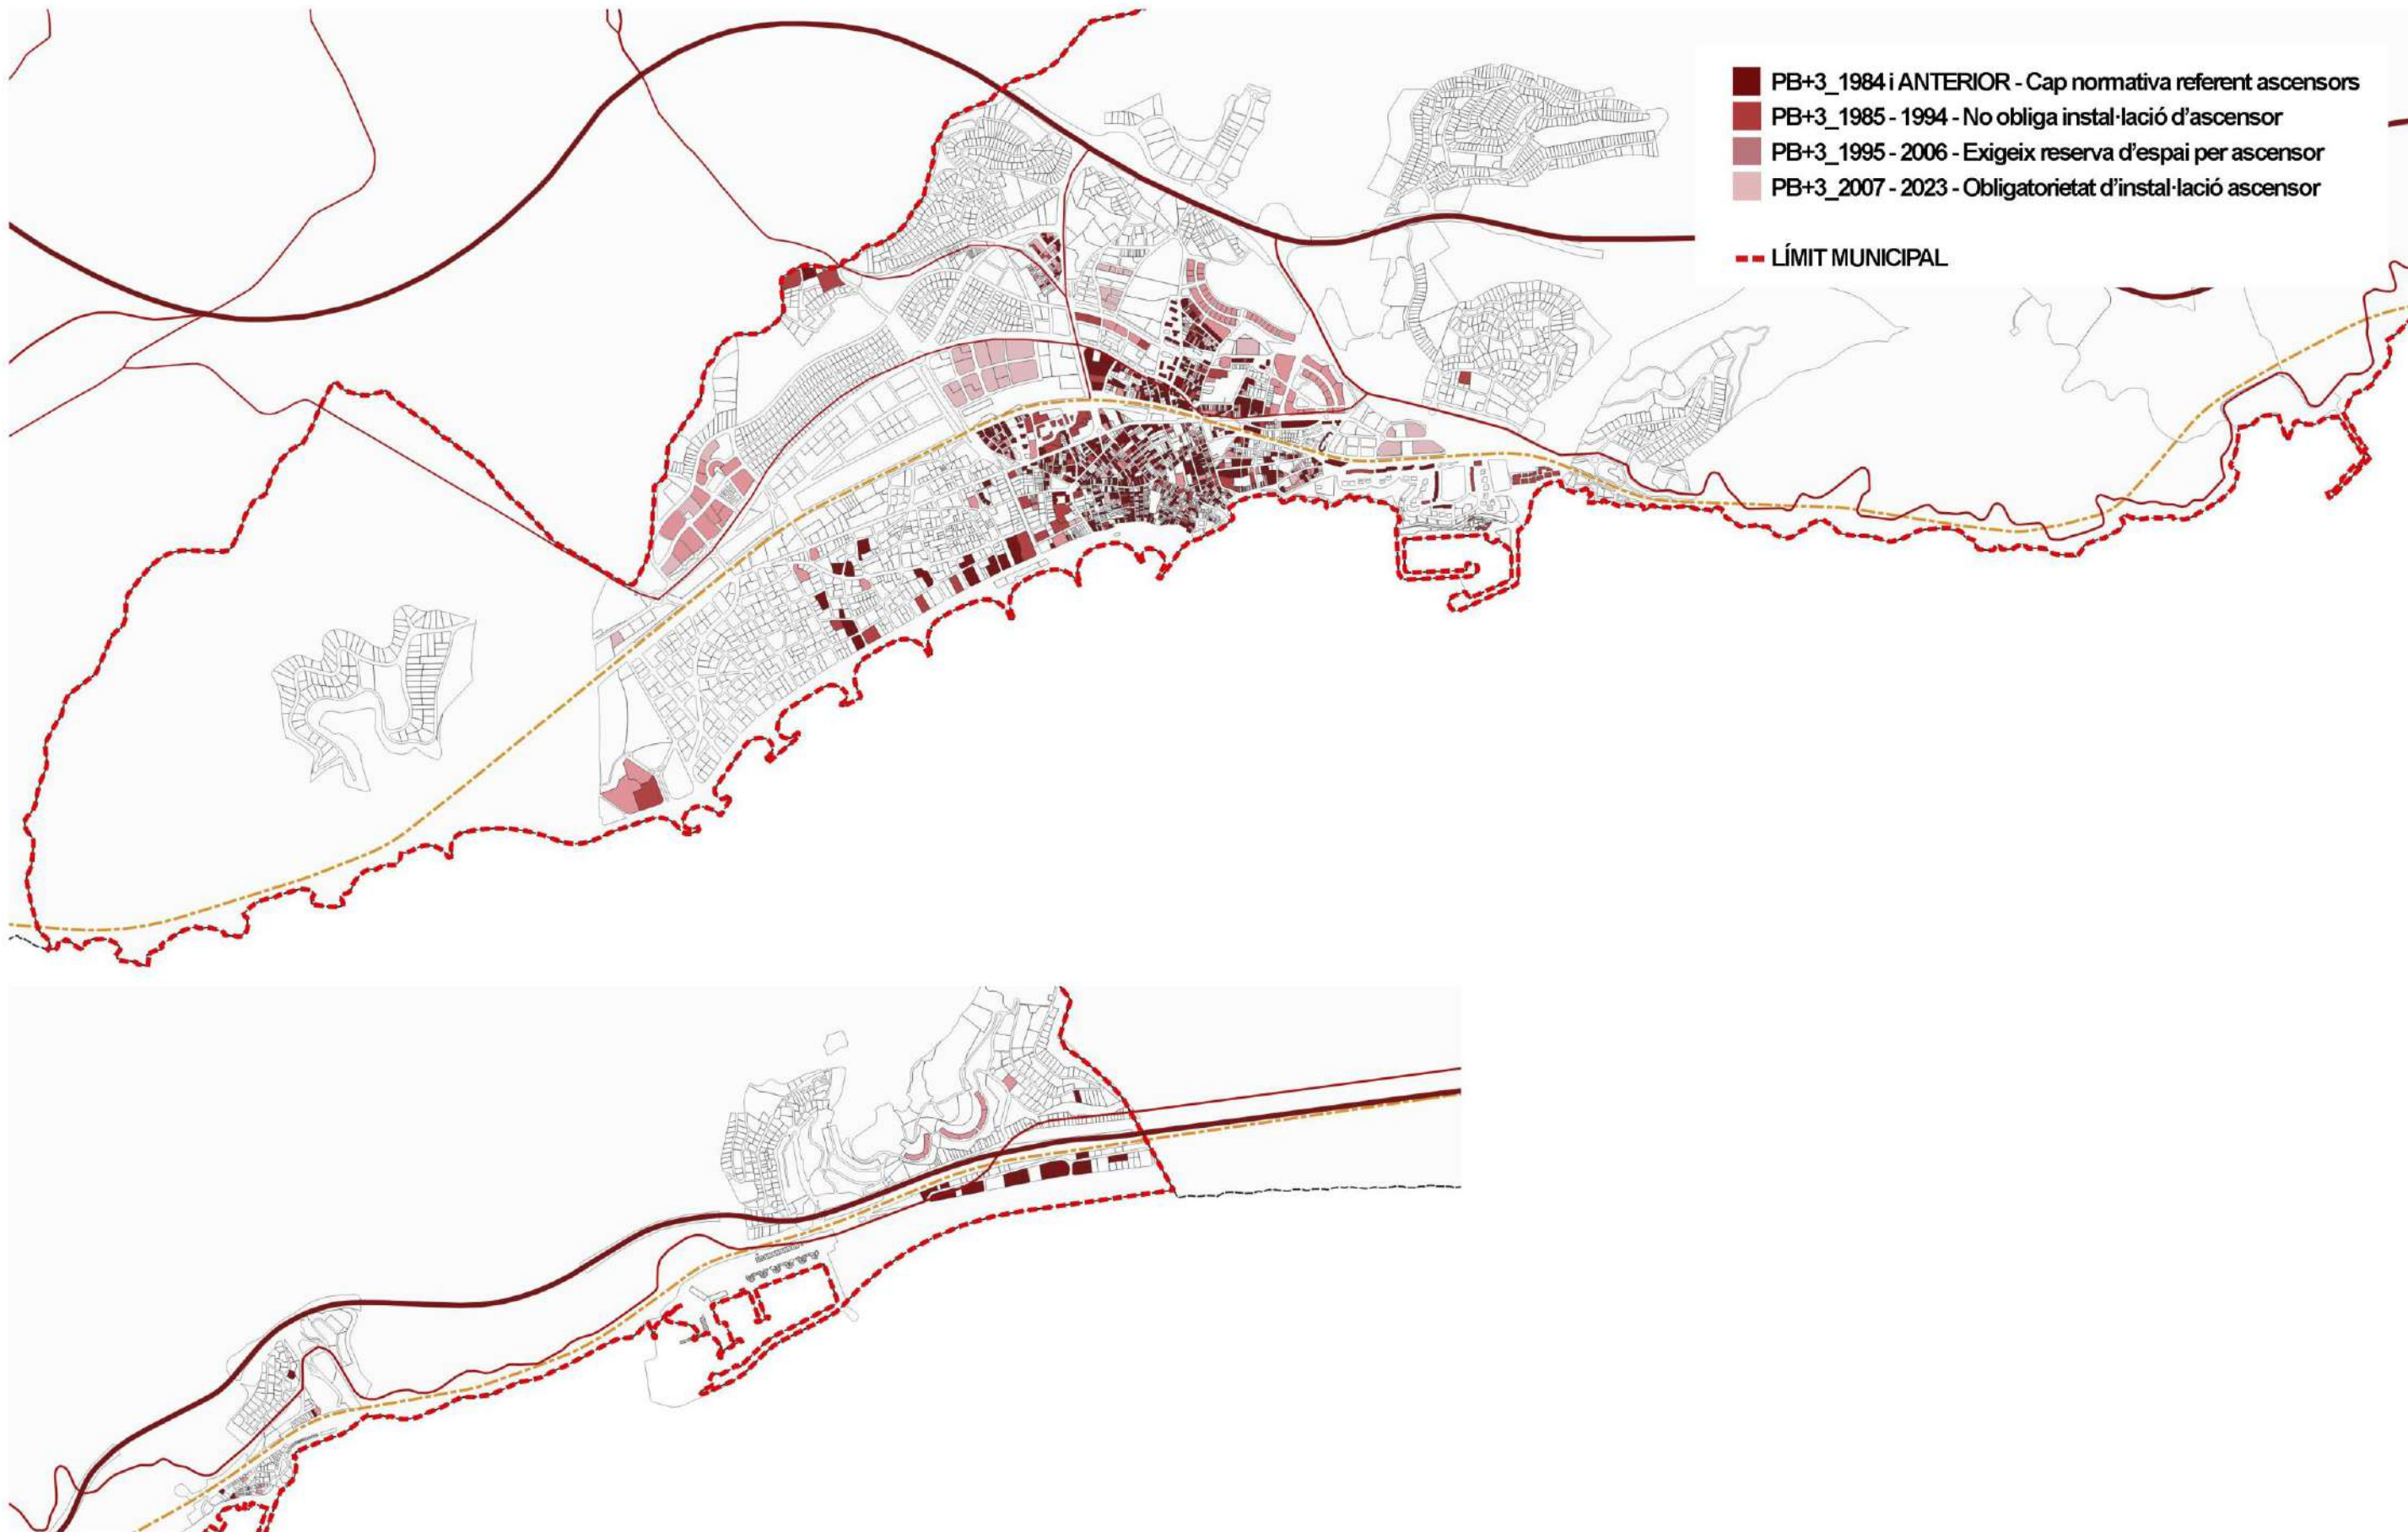 PB+3_1984 i ANTERIOR - Cap normativa referent ascensors
PB+3_1985 - 1994 - No obliga instal·lació d'ascensor
PB+3_1995 - 2006 - Exigeix reserva d'espai per ascensor
PB+3_2007 - 2023 - Obligatorietat d'instal·lació ascensor
LÍMIT MUNICIPAL